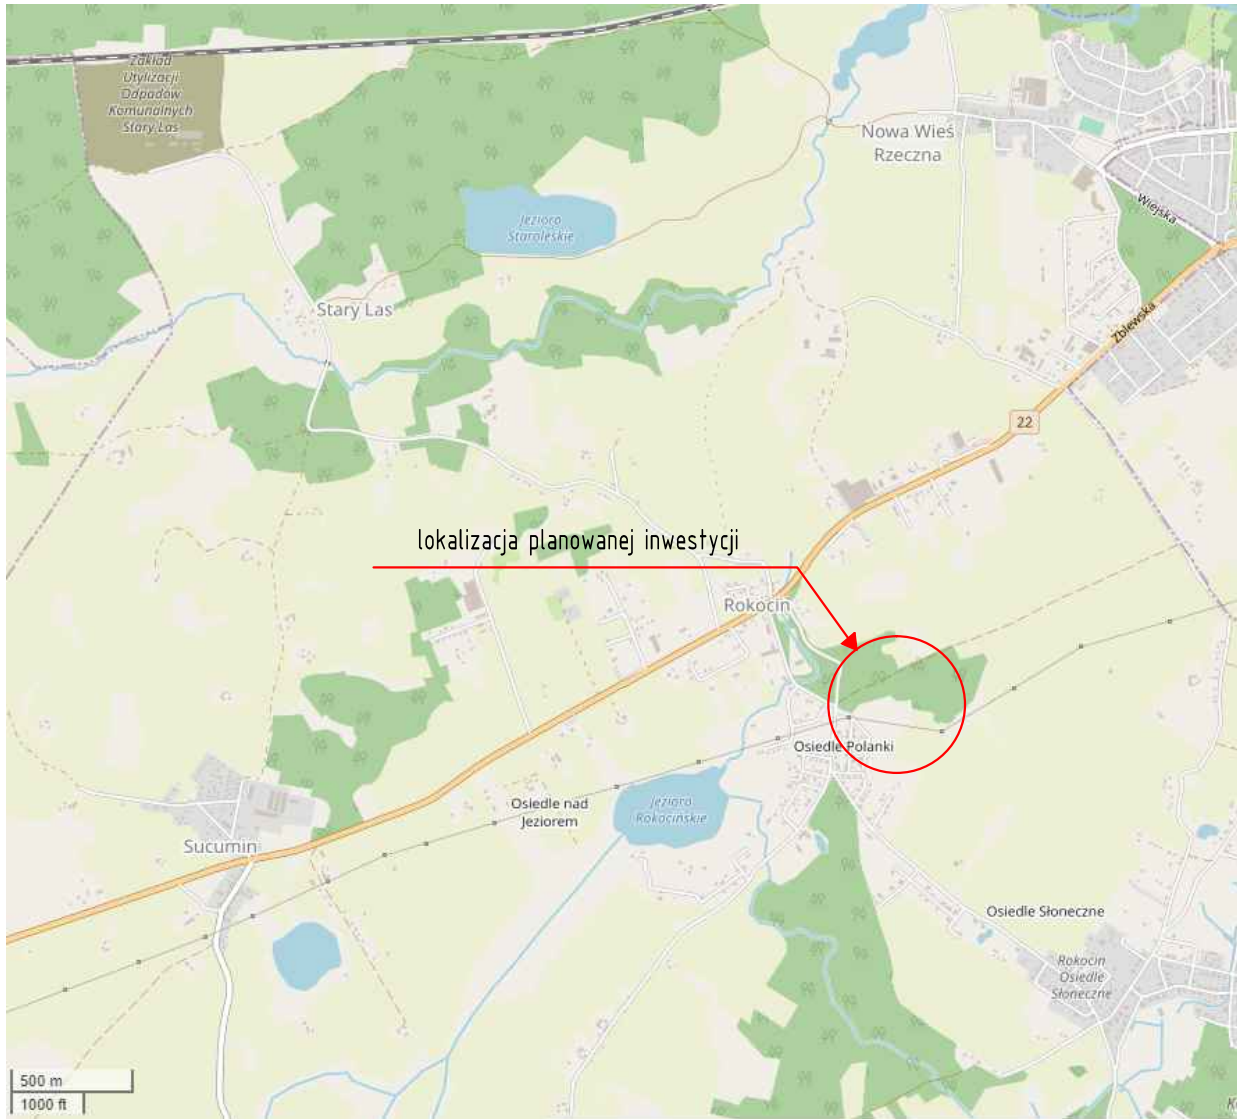 Zakład
Utylizacji
Odpadów
Komunalnych
Stary Las
Nowa Wieś
Rzeczna
Wiejska
Jezioro
Staroleskie
Stary Las
Zblewska
22
lokalizacja planowanej inwestycji
Rokocin
Osiedle Polanki
Osiedle nad
Jeziorem
Jezioro
Rokocińskie
Sucumin
Osiedle Słoneczne
Rokocin
Osiedle
Słoneczne
500 m
1000 ft